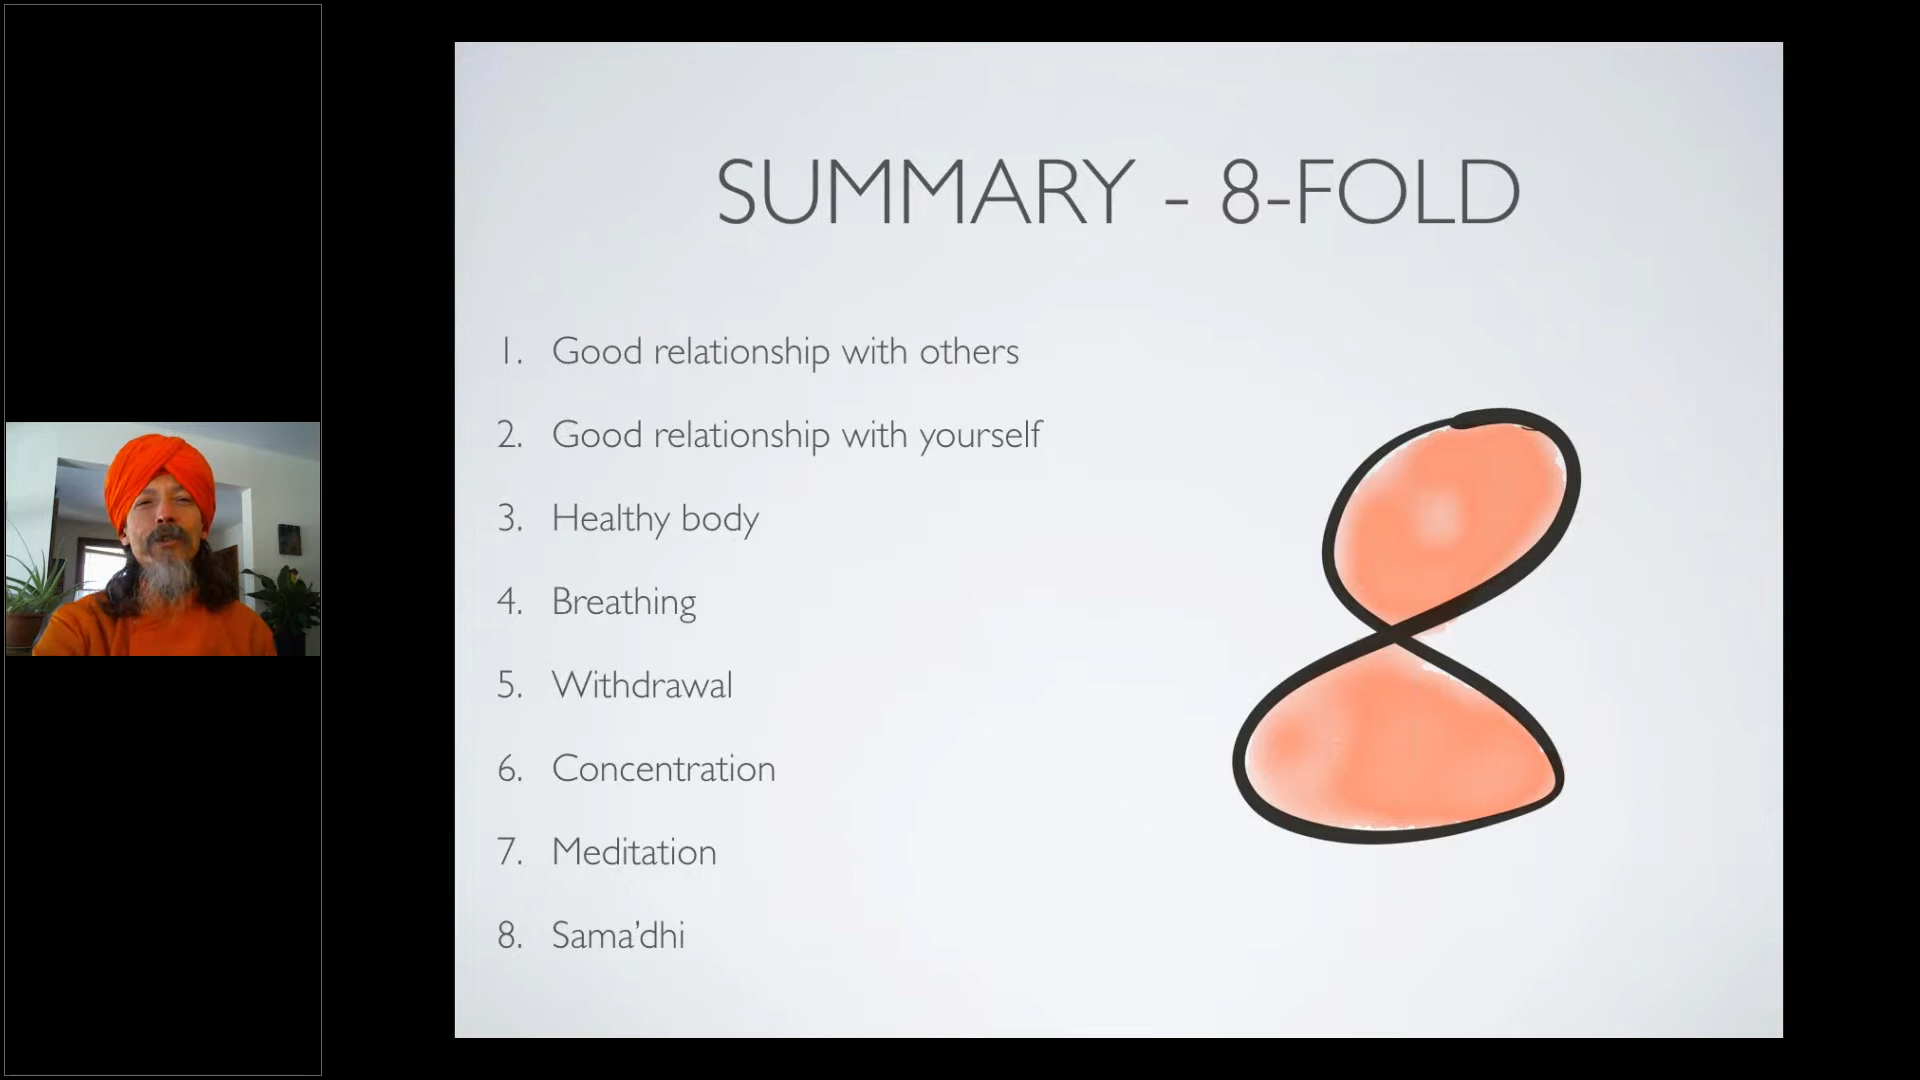 SUMMARY - 8-FOLD
1. Good relationship with others
2. Good relationship with yourself
3. Healthy body
4. Breathing
5. Withdrawal
6. Concentration
7. Meditation
8. Sama’dhi